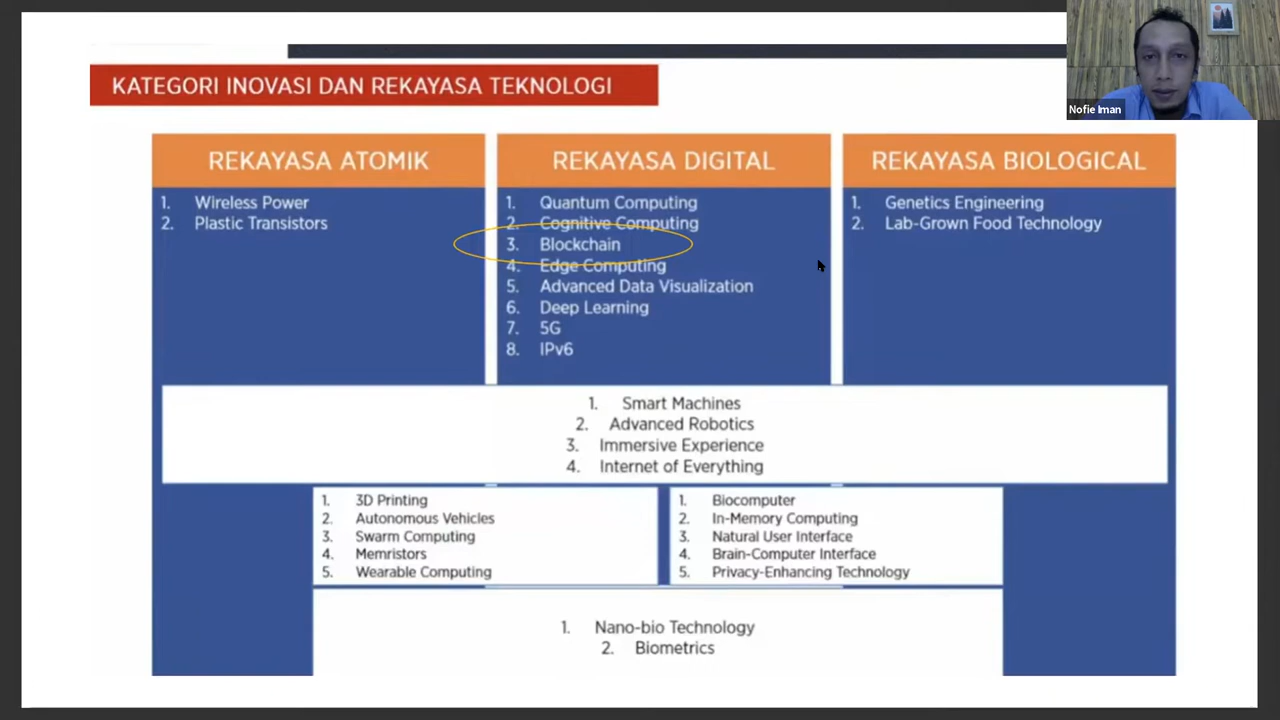 Nofie Iman
KATEGORI INOVASI DAN REKAYASA TEKNOLOGI
REKAYASA ATOMIK
1. Wireless Power
2. Plastic Transistors
REKAYASA DIGITAL
1. Quantum Computing
2. Cognitive Computing
3. Blockchain
4. Edge Computing
5. Advanced Data Visualization
6. Deep Learning
7. 5G
8. IPv6
REKAYASA BIOLOGICAL
1. Genetics Engineering
2. Lab-Grown Food Technology
1. Smart Machines
2. Advanced Robotics
3. Immersive Experience
4. Internet of Everything
1. 3D Printing
2. Autonomous Vehicles
3. Swarm Computing
4. Memristors
5. Wearable Computing
1. Biocomputer
2. In-Memory Computing
3. Natural User Interface
4. Brain-Computer Interface
5. Privacy-Enhancing Technology
1. Nano-bio Technology
2. Biometrics